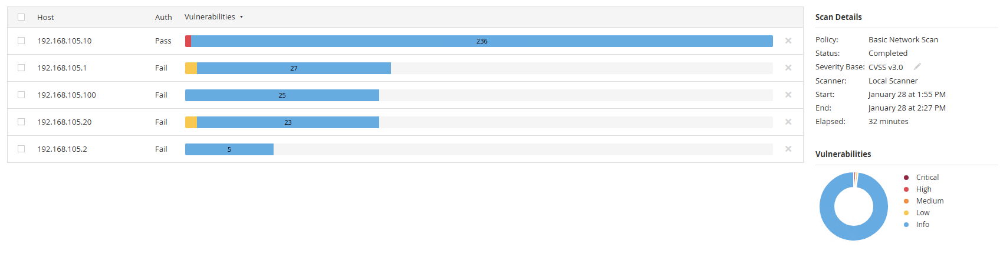 Host Auth Vulnerabilities
192.168.105.10 Pass 236
192.168.105.1 Fail 27
192.168.105.100 Fail 25
192.168.105.20 Fail 23
192.168.105.2 Fail 5
Scan Details
Policy: Basic Network Scan
Status: Completed
Severity Base: CVSS v3.0
Scanner: Local Scanner
Start: January 28 at 1:55 PM
End: January 28 at 2:27 PM
Elapsed: 32 minutes
Vulnerabilities
Critical
High
Medium
Low
Info